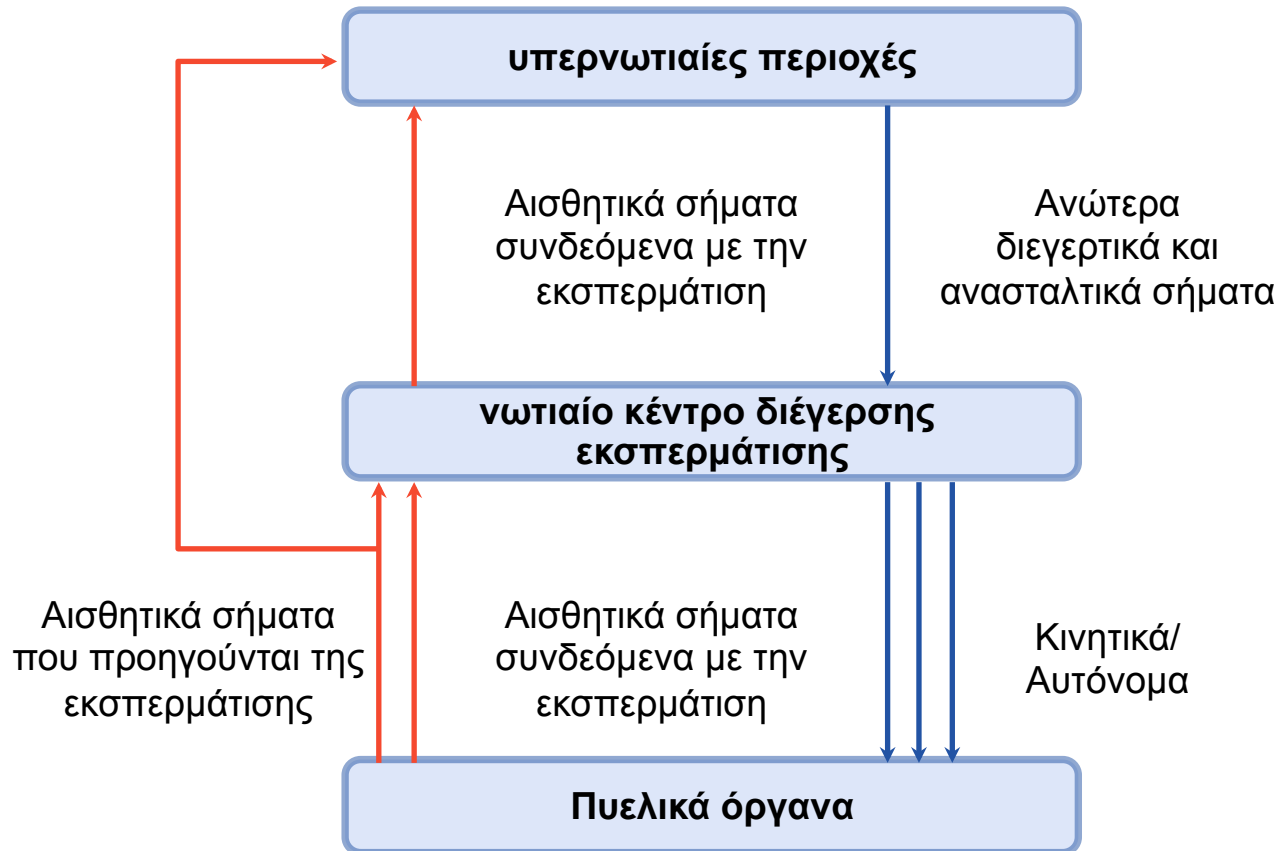 υπερνωτιαίες περιοχές
Αισθητικά σήματα
συνδεόμενα με την
εκσπερμάτιση
Ανώτερα
διεγερτικά και
ανασταλτικά σήματα
νωτιαίο κέντρο διέγερσης
εκσπερμάτισης
Αισθητικά σήματα
που προηγούνται της
εκσπερμάτισης
Αισθητικά σήματα
συνδεόμενα με την
εκσπερμάτιση
Κινητικά/
Αυτόνομα
Πυελικά όργανα